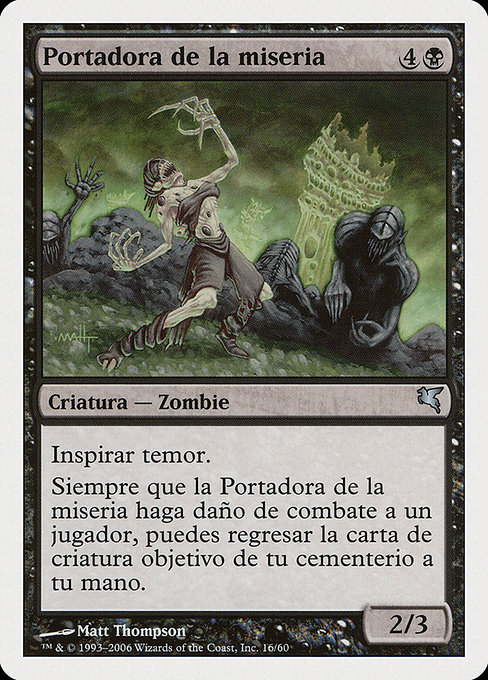 Portadora de la miseria 4
MATT
Criatura — Zombie
Inspirar temor.
Siempre que la Portadora de la
miseria haga daño de combate a un
jugador, puedes regresar la carta de
criatura objetivo de tu cementerio a
tu mano.
Matt Thompson
2/3
™ & © 1993–2006 Wizards of the Coast, Inc. 16/60